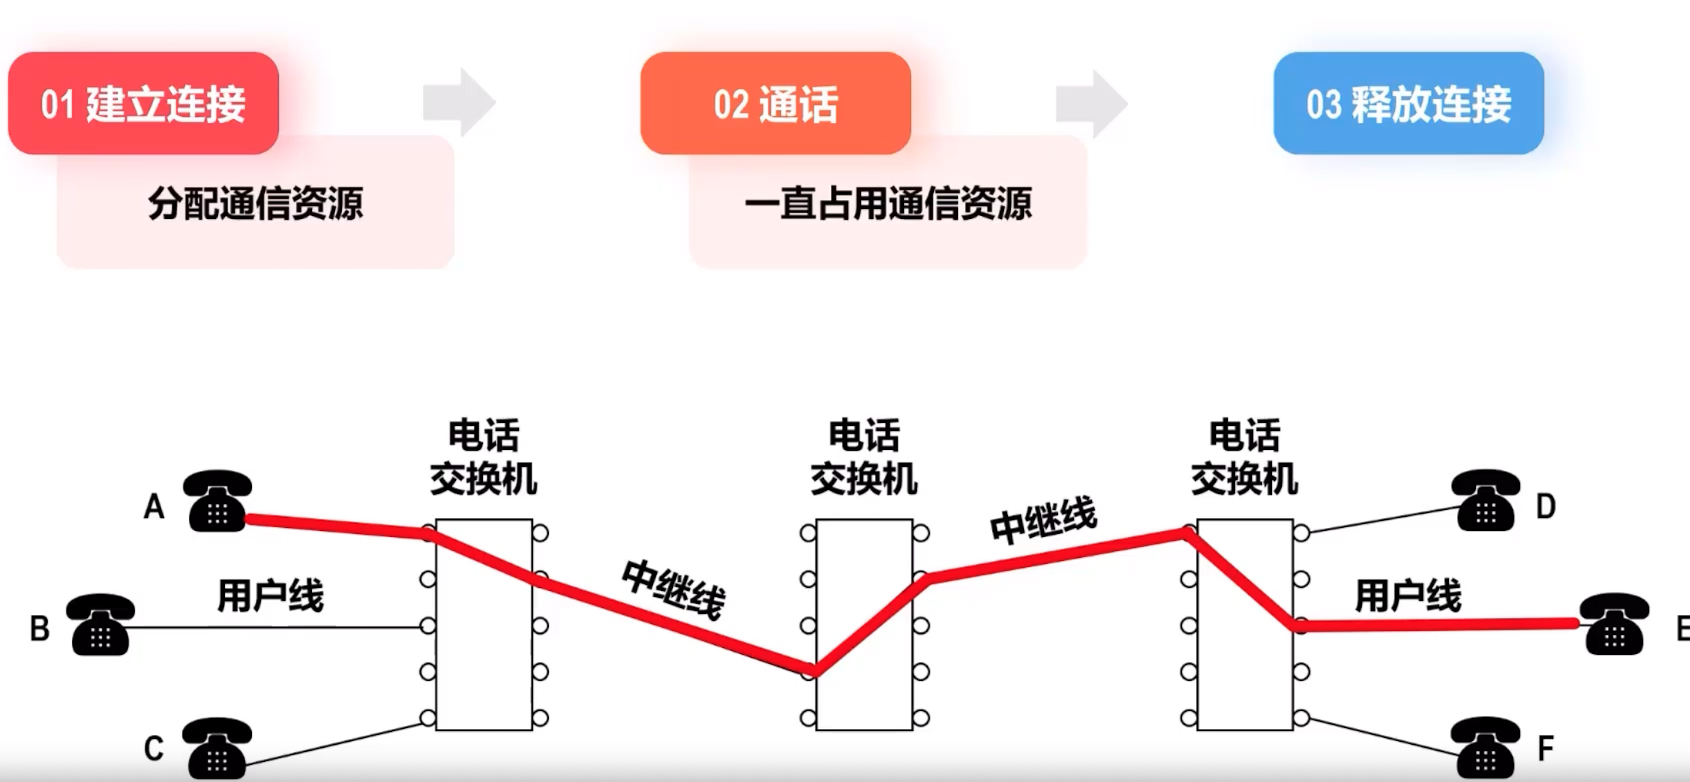 01 建立连接
02 通话
03 释放连接
分配通信资源
一直占用通信资源
电话
交换机
电话
交换机
电话
交换机
A
B
C
用户线
中继线
中继线
用户线
D
E
F